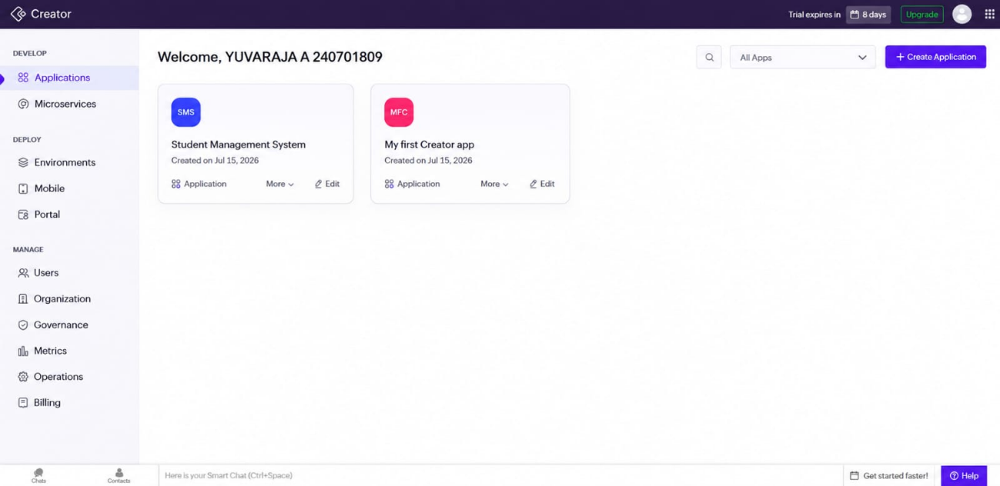 Creator
Trial expires in 8 days Upgrade
DEVELOP
Applications
Microservices
DEPLOY
Environments
Mobile
Portal
MANAGE
Users
Organization
Governance
Metrics
Operations
Billing
Welcome, YUVARAJA A 240701809
All Apps
+ Create Application
SMS
Student Management System
Created on Jul 15, 2026
Application More Edit
MFC
My first Creator app
Created on Jul 15, 2026
Application More Edit
Chats
Contacts
Here is your Smart Chat (Ctrl+Space)
Get started faster!
Help